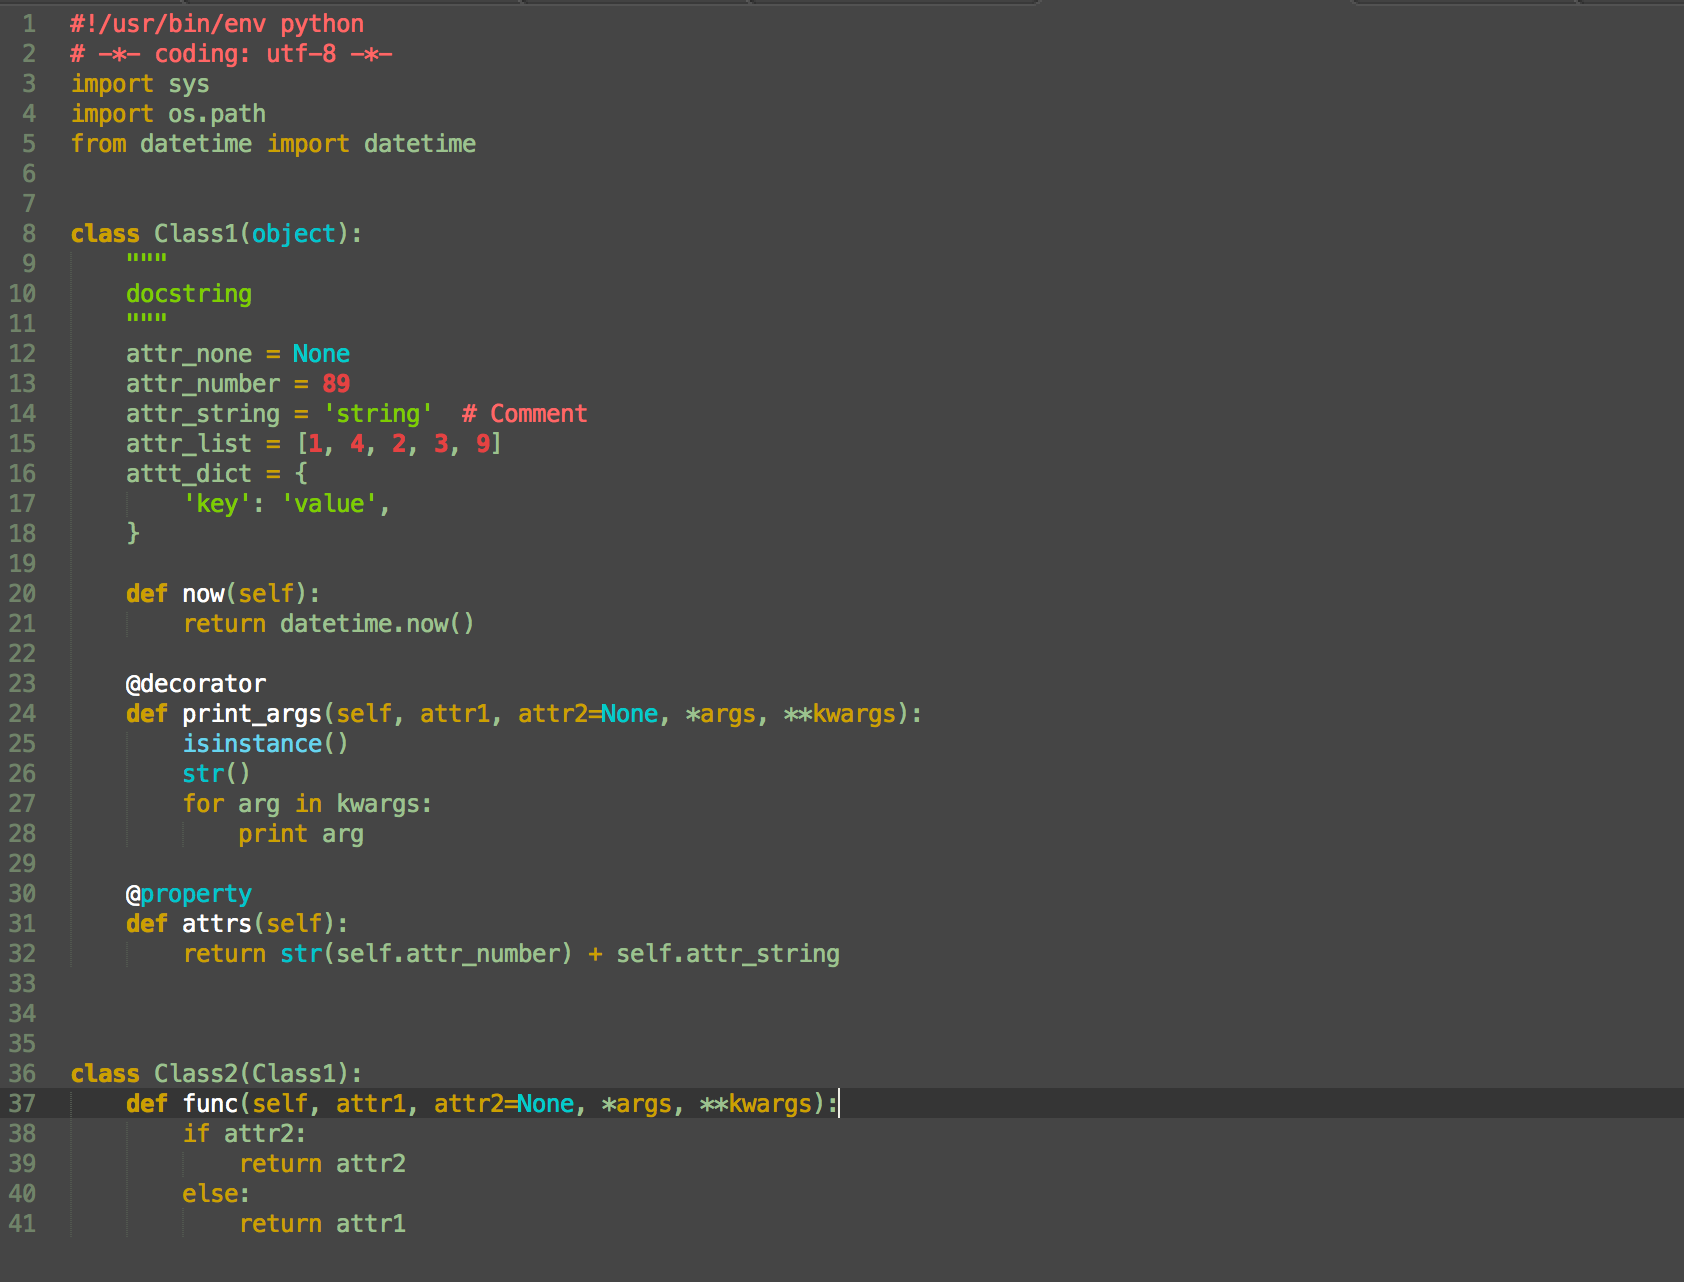 1 #!/usr/bin/env python
2 # -*- coding: utf-8 -*-
3 import sys
4 import os.path
5 from datetime import datetime
6
7
8 class Class1(object):
9     """
10     docstring
11     """
12     attr_none = None
13     attr_number = 89
14     attr_string = 'string'  # Comment
15     attr_list = [1, 4, 2, 3, 9]
16     attt_dict = {
17         'key': 'value',
18     }
19
20     def now(self):
21         return datetime.now()
22
23     @decorator
24     def print_args(self, attr1, attr2=None, *args, **kwargs):
25         isinstance()
26         str()
27         for arg in kwargs:
28             print arg
29
30     @property
31     def attrs(self):
32         return str(self.attr_number) + self.attr_string
33
34
35
36 class Class2(Class1):
37     def func(self, attr1, attr2=None, *args, **kwargs):
38         if attr2:
39             return attr2
40         else:
41             return attr1